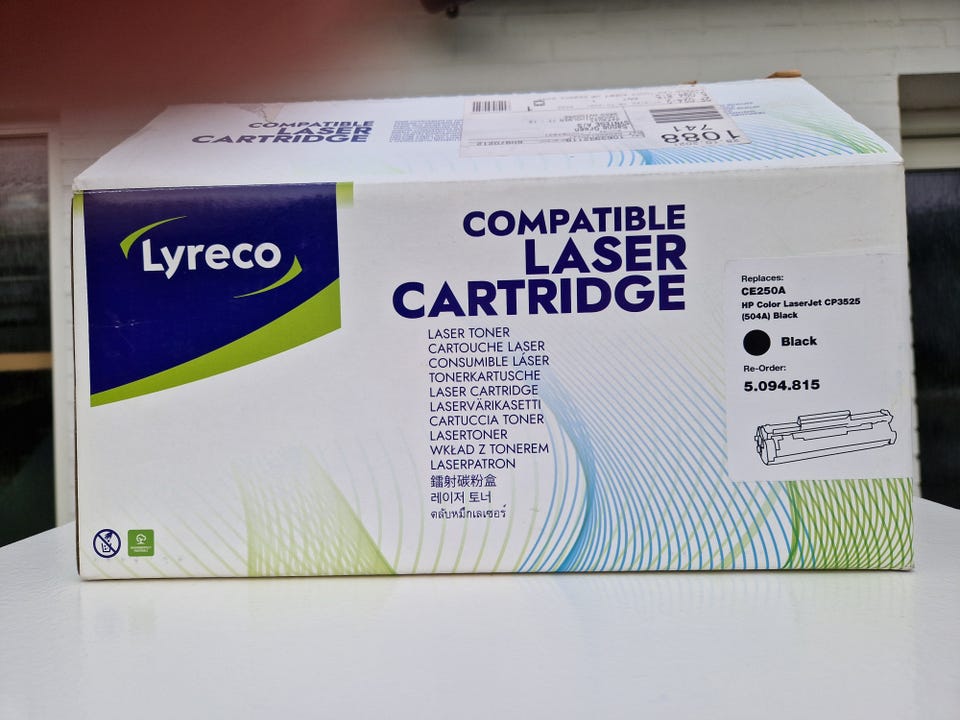 COMPATIBLE
LASER
CARTRIDGE
1088
741
Lyreco
COMPATIBLE
LASER
CARTRIDGE
LASER TONER
CARTOUCHE LASER
CONSUMIBLE LÁSER
TONERKARTUSCHE
LASER CARTRIDGE
LASERVÄRIKASETTI
CARTUCCIA TONER
LASERTONER
WKŁAD Z TONEREM
LASERPATRON
鐳射碳粉盒
레이저 토너
ตลับหมึกเลเซอร์
Replaces:
CE250A
HP Color LaserJet CP3525
(504A) Black
Black
Re-Order:
5.094.815